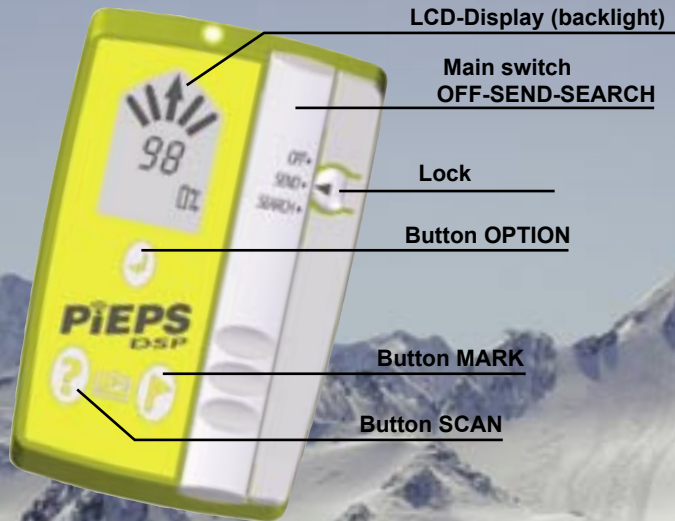 LCD-Display (backlight)
Main switch
OFF-SEND-SEARCH
98
OFF
SEND
SEARCH
Lock
Button OPTION
PIEPS
DSP
Button MARK
?
Button SCAN